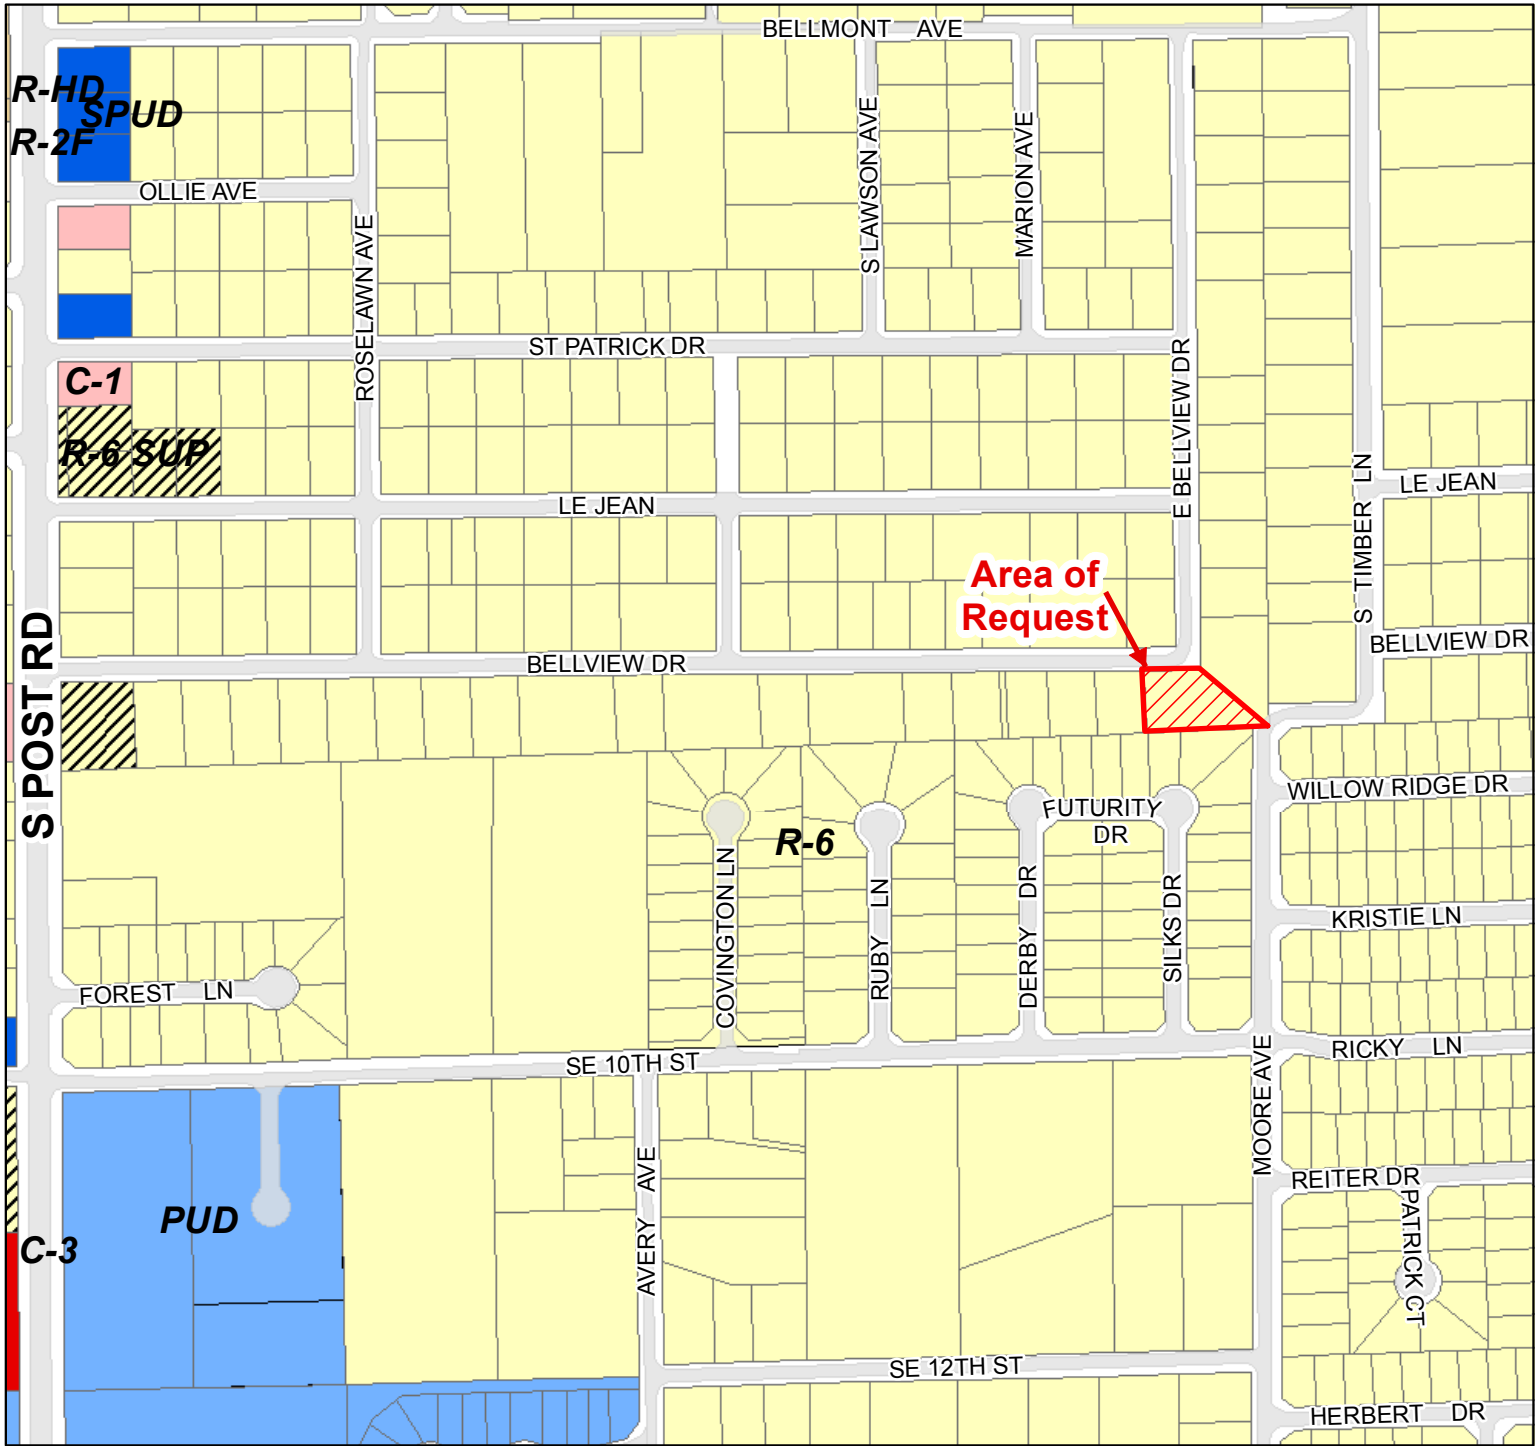 BELLMONT AVE
R-HD
SPUD
R-2F
OLLIE AVE
S LAWSON AVE
MARION AVE
ROSELAWN AVE
ST PATRICK DR
C-1
E BELLVIEW DR
R-6 SUP
LE JEAN
LE JEAN
S TIMBER LN
Area of
Request
S POST RD
BELLVIEW DR
BELLVIEW DR
WILLOW RIDGE DR
FUTURITY
DR
R-6
COVINGTON LN
RUBY LN
DERBY DR
SILKS DR
KRISTIE LN
FOREST LN
SE 10TH ST
RICKY LN
MOORE AVE
AVERY AVE
REITER DR
PATRICK CT
PUD
C-3
SE 12TH ST
HERBERT DR